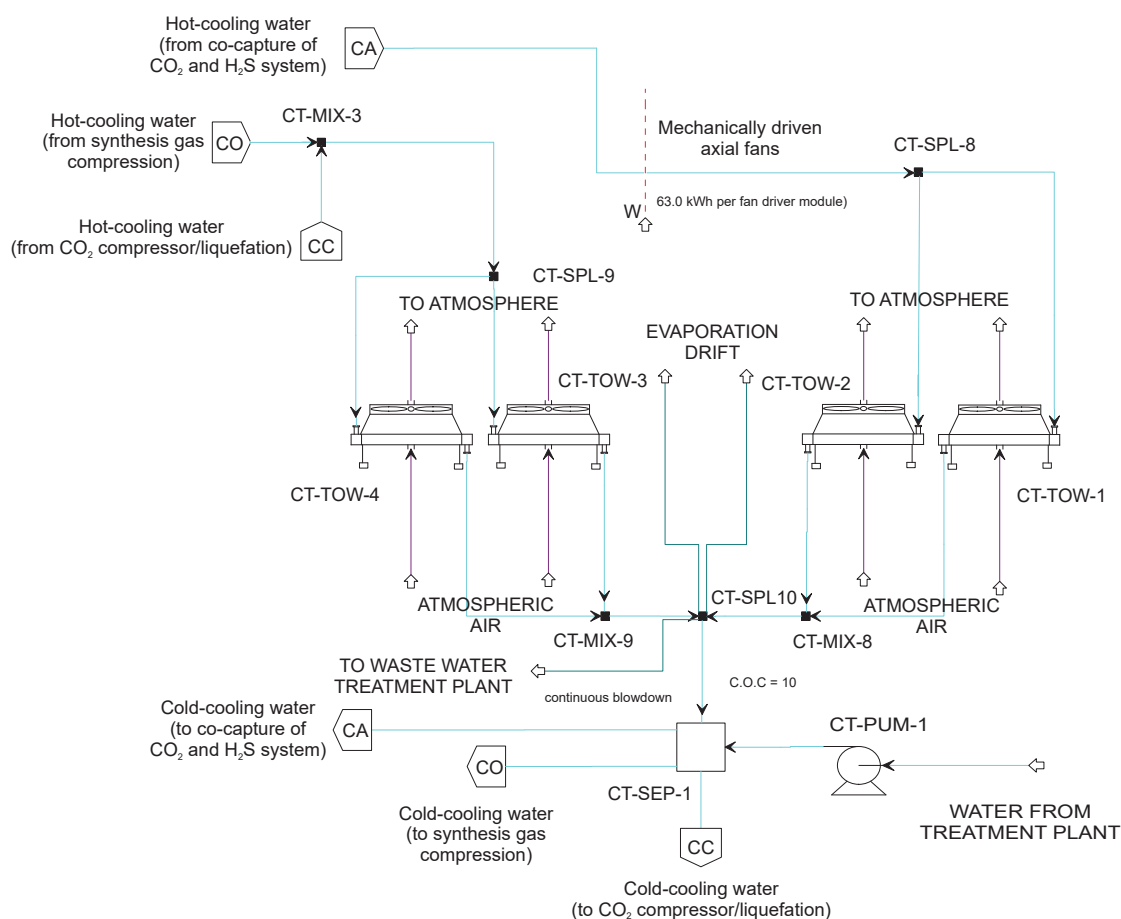 Hot-cooling water
(from co-capture of
CO₂ and H₂S system)
CA
Hot-cooling water
(from synthesis gas
compression)
CO
CT-MIX-3
Mechanically driven
axial fans
CT-SPL-8
63.0 kWh per fan driver module)
W
Hot-cooling water
(from CO₂ compressor/liquefation)
CC
CT-SPL-9
TO ATMOSPHERE
TO ATMOSPHERE
EVAPORATION
DRIFT
CT-TOW-3
CT-TOW-2
CT-TOW-4
CT-TOW-1
ATMOSPHERIC
AIR
CT-SPL10
ATMOSPHERIC
AIR
CT-MIX-9
CT-MIX-8
TO WASTE WATER
TREATMENT PLANT
continuous blowdown
C.O.C = 10
Cold-cooling water
(to co-capture of
CO₂ and H₂S system)
CA
CT-PUM-1
CO
CT-SEP-1
Cold-cooling water
(to synthesis gas
compression)
WATER FROM
TREATMENT PLANT
CC
Cold-cooling water
(to CO₂ compressor/liquefation)